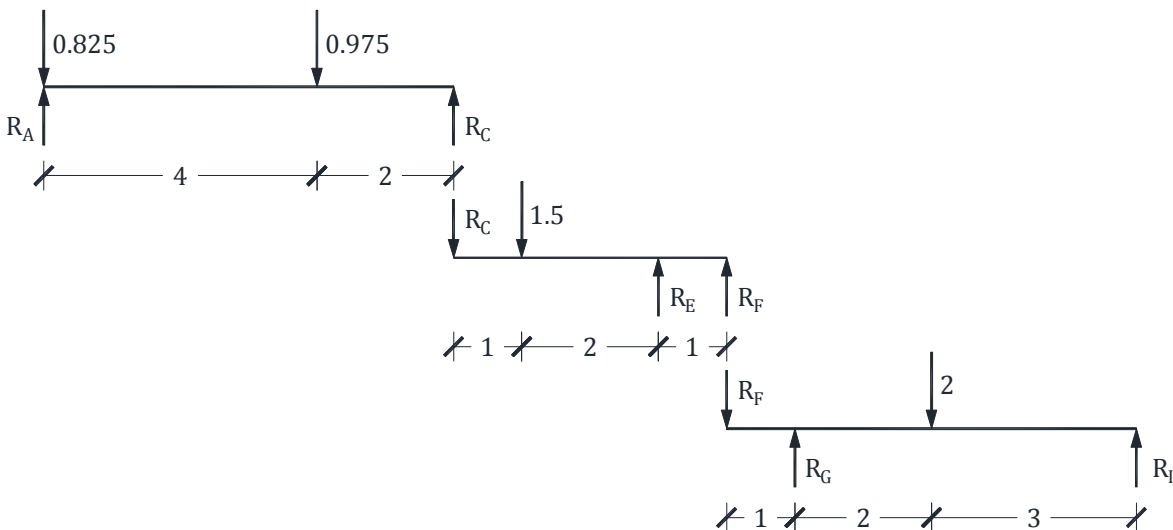 0.825 0.975
R_A R_C
4 2
R_C 1.5
R_E R_F
1 2 1
R_F 2
R_G R_I
1 2 3